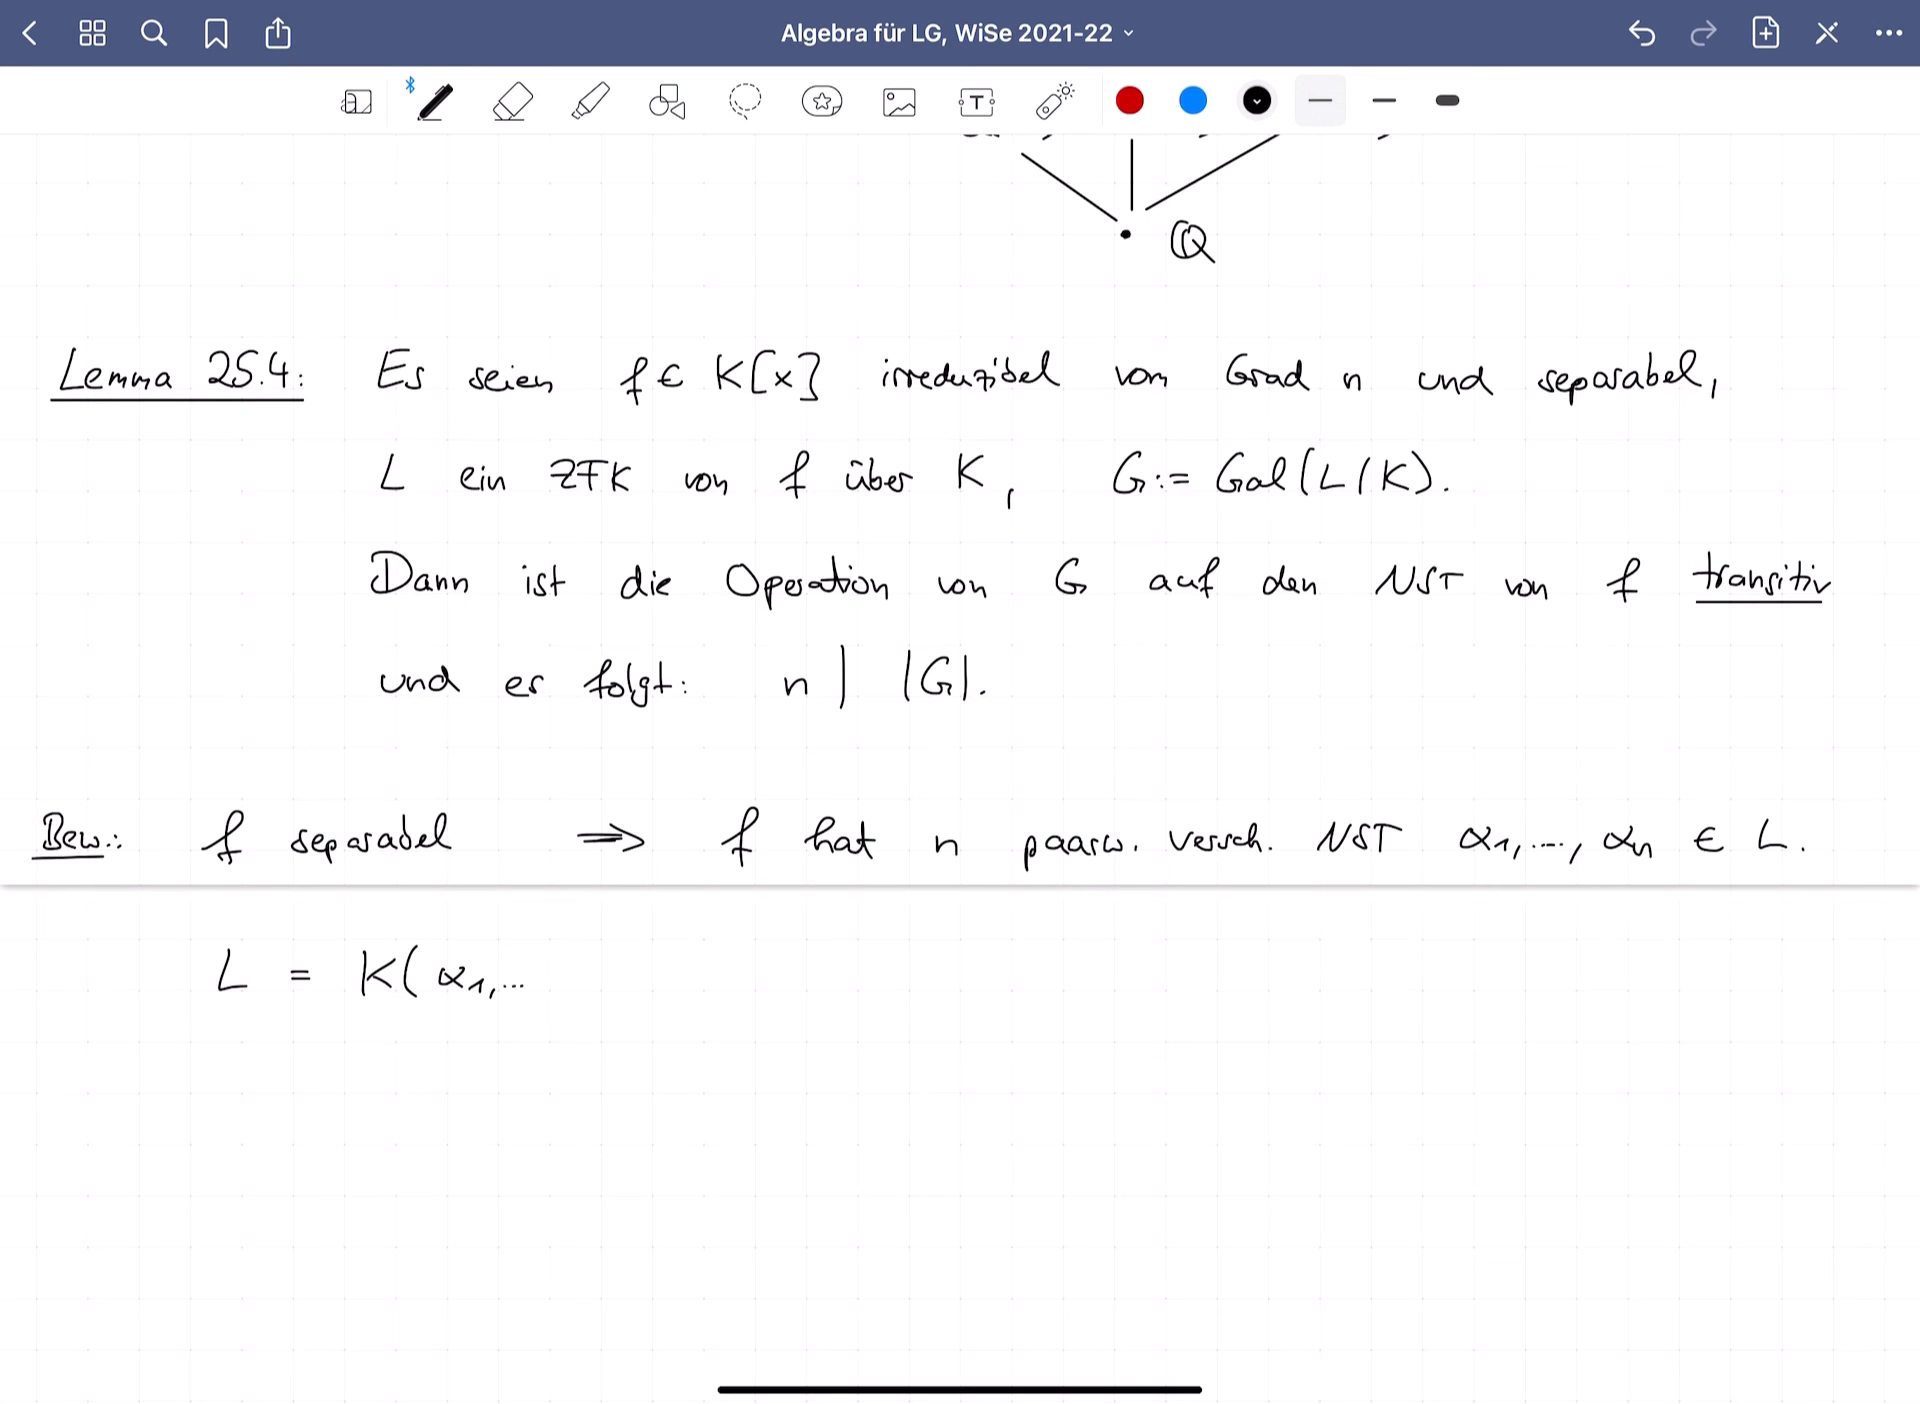 Algebra für LG, WiSe 2021-22
T
ℚ
Lemma 25.4: Es seien f ∈ K[x] irreduzibel vom Grad n und separabel,
L ein ZFK von f über K, G := Gal(L/K).
Dann ist die Operation von G auf den NST von f transitiv
und es folgt: n | |G|.
Bew.: f separabel ⟹ f hat n paarw. versch. NST α₁,...., αₙ ∈ L.
L = K(α₁,...